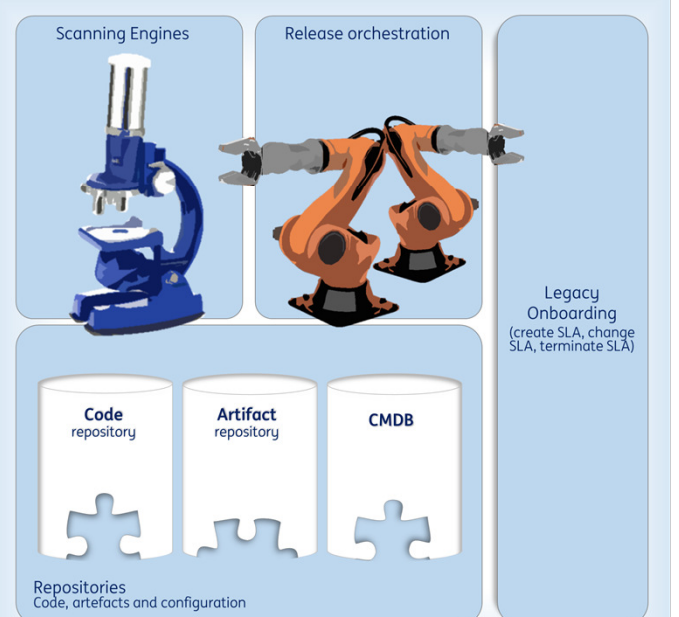 Scanning Engines
Release orchestration
Legacy
Onboarding
(create SLA, change
SLA, terminate SLA)
Code
repository
Artifact
repository
CMDB
Repositories
Code, artefacts and configuration